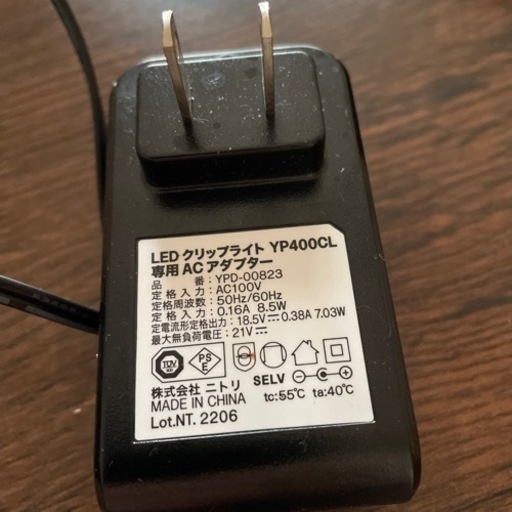 LED クリップライト YP400CL
専用 AC アダプター
品 番: YPD-00823
定格入力: AC100V
定格周波数: 50Hz/60Hz
定格入力: 0.16A 8.5W
定電流形定格出力: 18.5V⎓0.38A 7.03W
最大無負荷電圧: 21V⎓
TÜV
PS
E
SELV
tc:55℃ ta:40℃
株式会社 ニトリ
MADE IN CHINA
Lot.NT. 2206